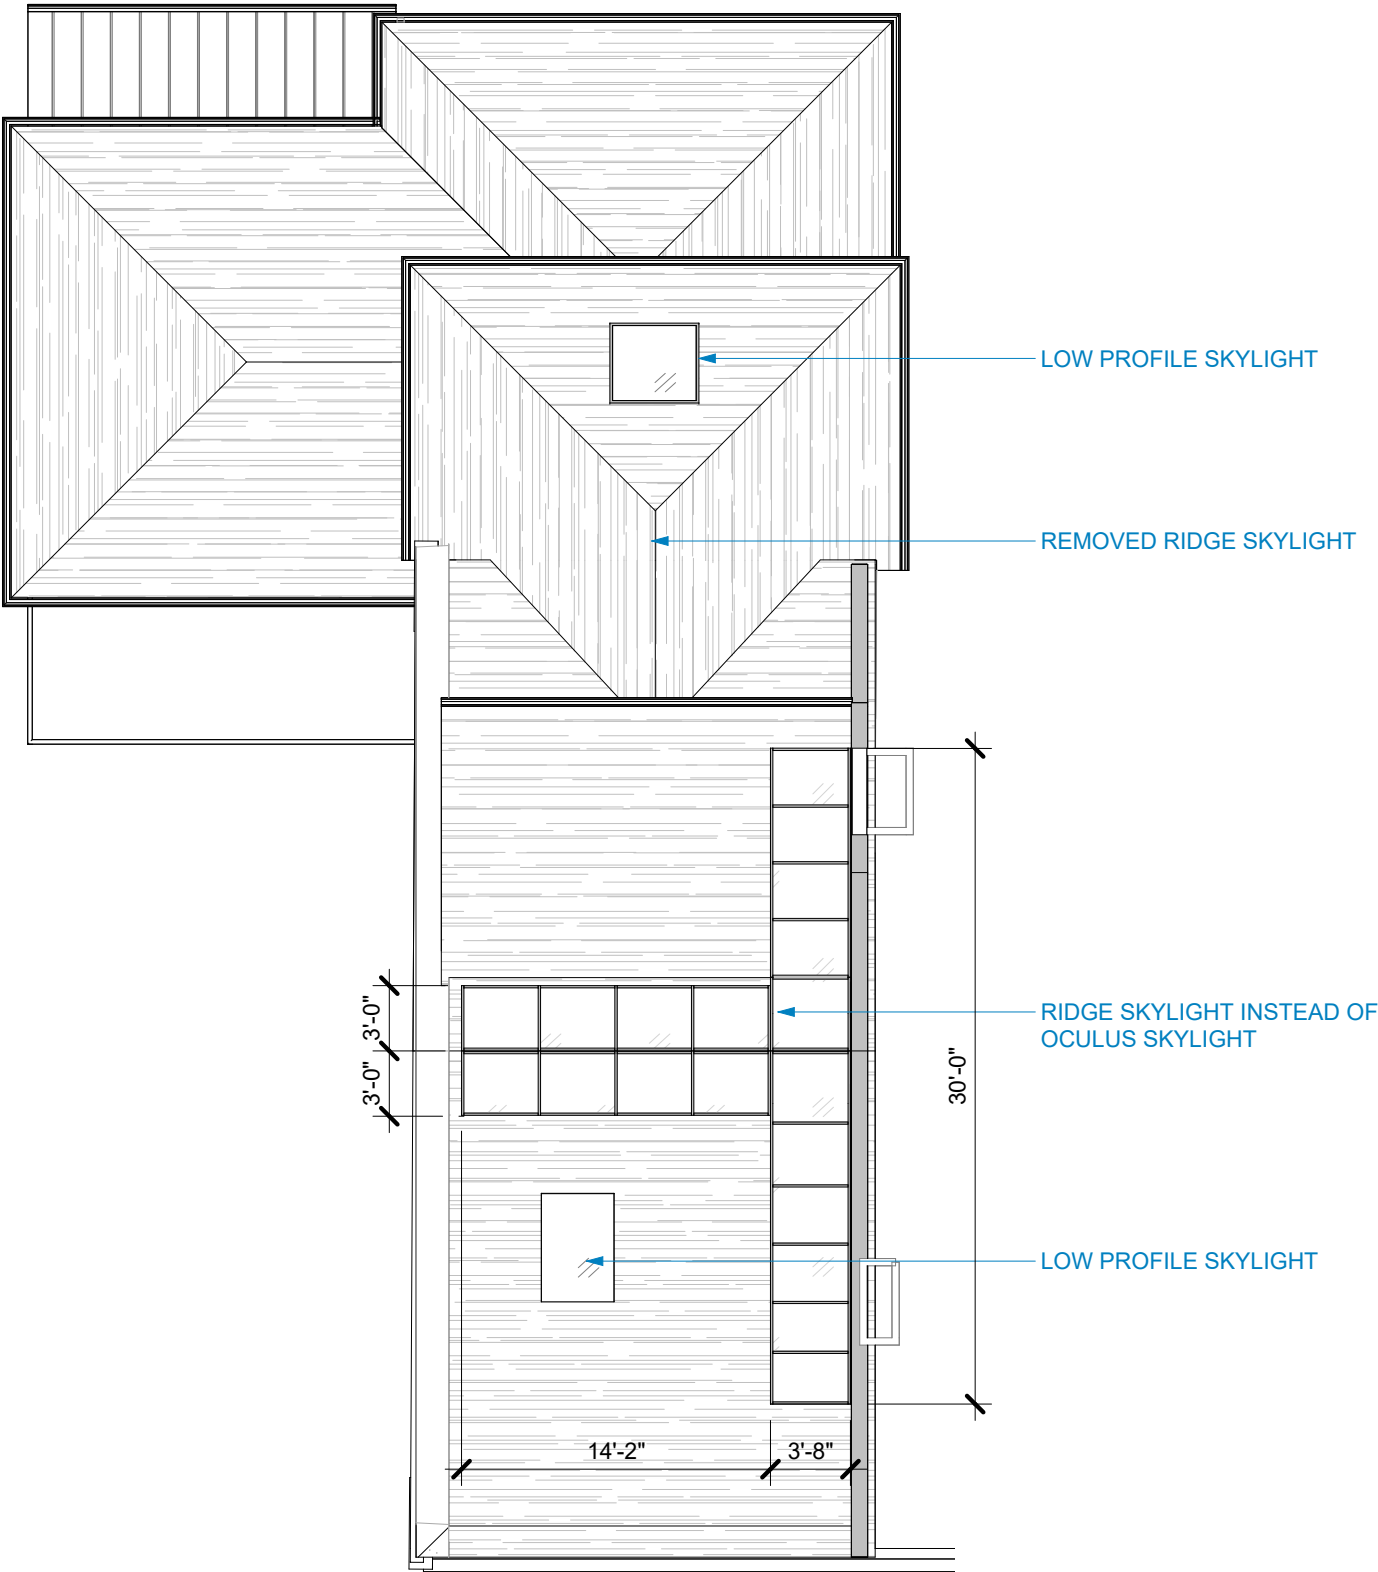 LOW PROFILE SKYLIGHT
REMOVED RIDGE SKYLIGHT
3'-0"
3'-0"
RIDGE SKYLIGHT INSTEAD OF
OCULUS SKYLIGHT
30'-0"
LOW PROFILE SKYLIGHT
14'-2"
3'-8"